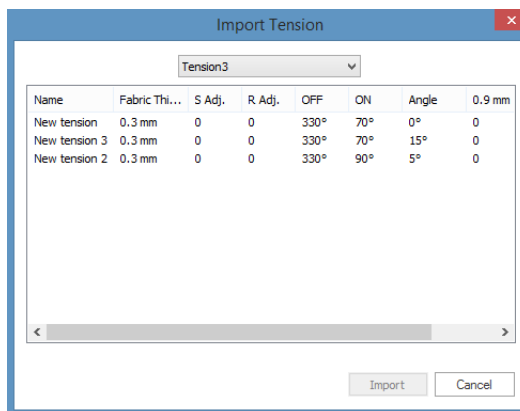 Import Tension
Tension3
Name Fabric Thi... S Adj. R Adj. OFF ON Angle 0.9 mm
New tension 0.3 mm 0 0 330° 70° 0° 0
New tension 3 0.3 mm 0 0 330° 70° 15° 0
New tension 2 0.3 mm 0 0 330° 90° 5° 0
Import Cancel